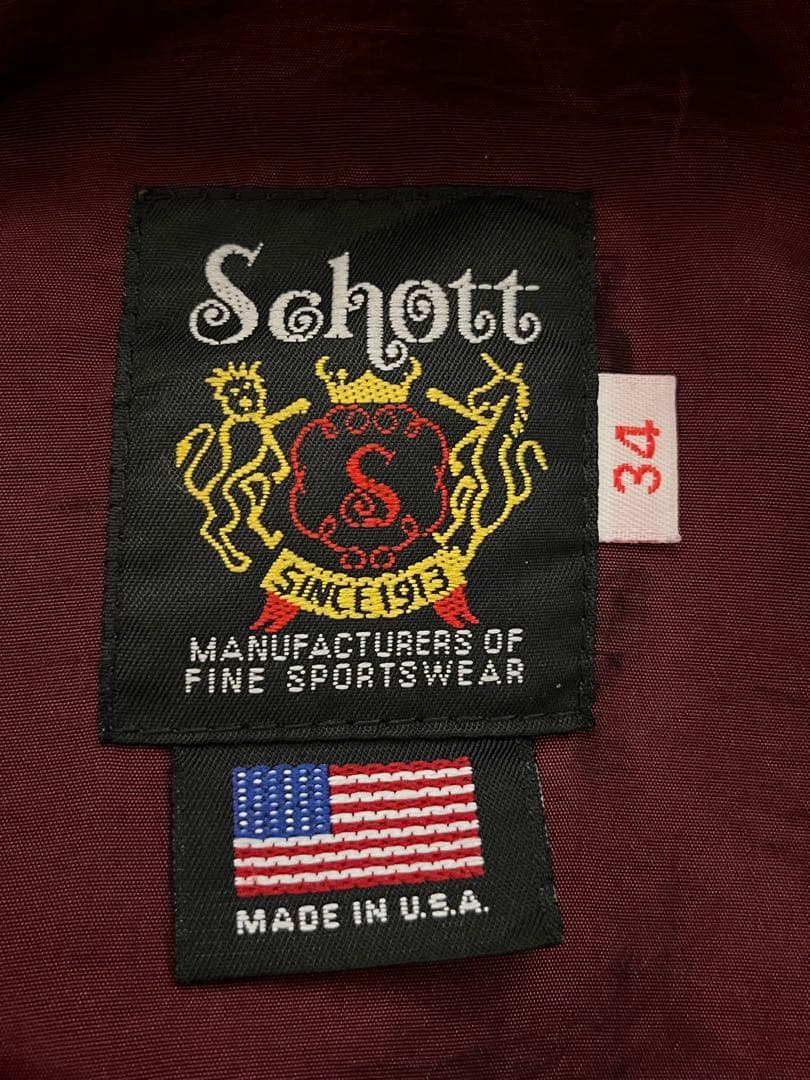 Schott
S
SINCE 1913
MANUFACTURERS OF
FINE SPORTSWEAR
34
MADE IN U.S.A.